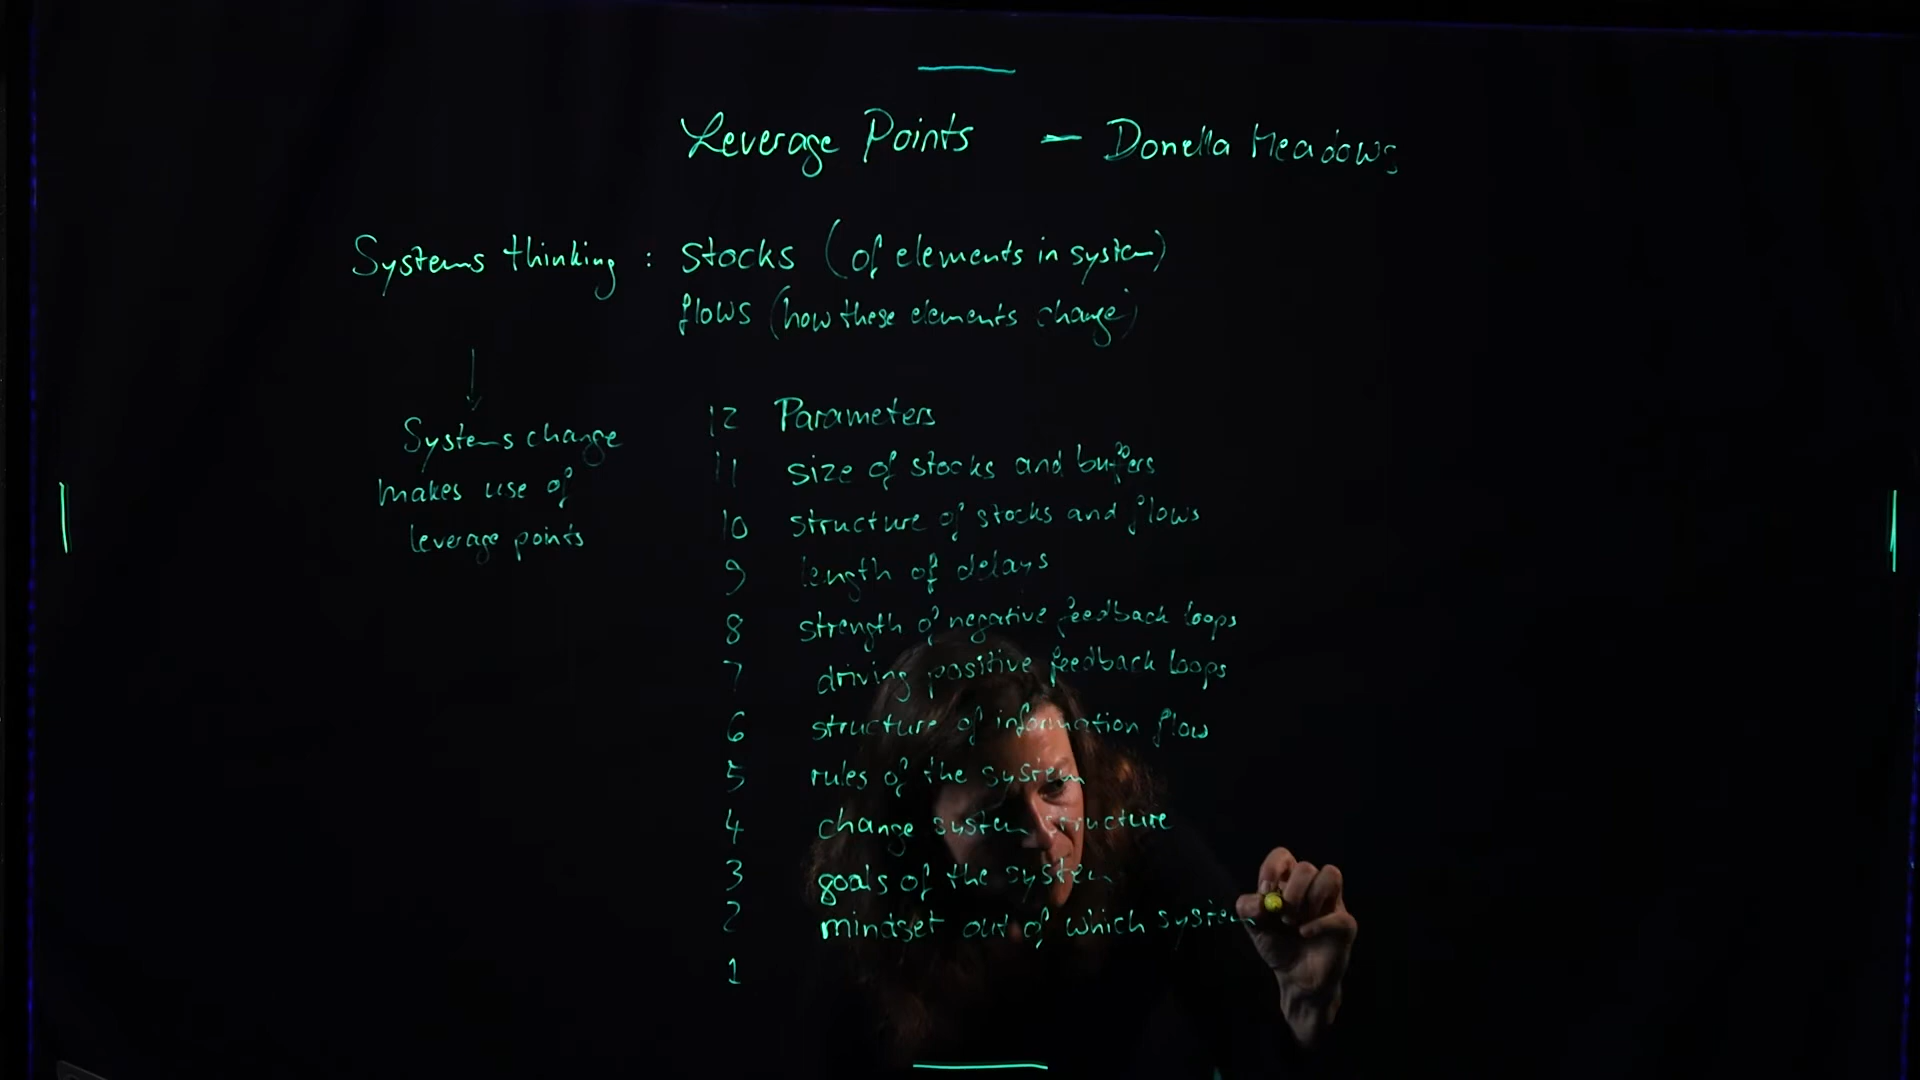 Leverage Points — Donella Meadows
Systems thinking : stocks (of elements in system)
flows (how these elements change)
↓
Systems change
makes use of
leverage points
12 Parameters
11 size of stocks and buffers
10 structure of stocks and flows
9 length of delays
8 strength of negative feedback loops
7 driving positive feedback loops
6 structure of information flow
5 rules of the system
4 change system structure
3 goals of the system
2 mindset out of which system
1